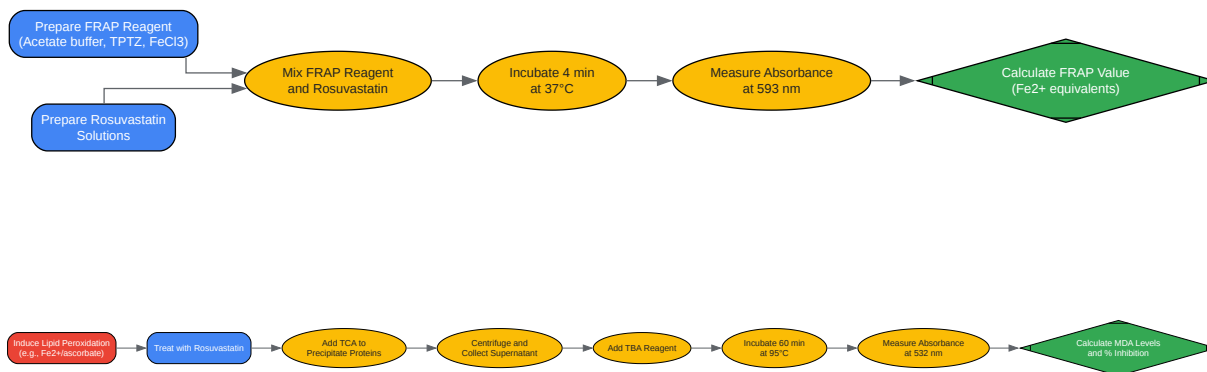 Prepare FRAP Reagent
(Acetate buffer, TPTZ, FeCl3)
Prepare Rosuvastatin
Solutions
Mix FRAP Reagent
and Rosuvastatin
Incubate 4 min
at 37°C
Measure Absorbance
at 593 nm
Calculate FRAP Value
(Fe2+ equivalents)
Induce Lipid Peroxidation
(e.g., Fe2+/ascorbate)
Treat with Rosuvastatin
Add TCA to
Precipitate Proteins
Centrifuge and
Collect Supernatant
Add TBA Reagent
Incubate 60 min
at 95°C
Measure Absorbance
at 532 nm
Calculate MDA Levels
and % Inhibition